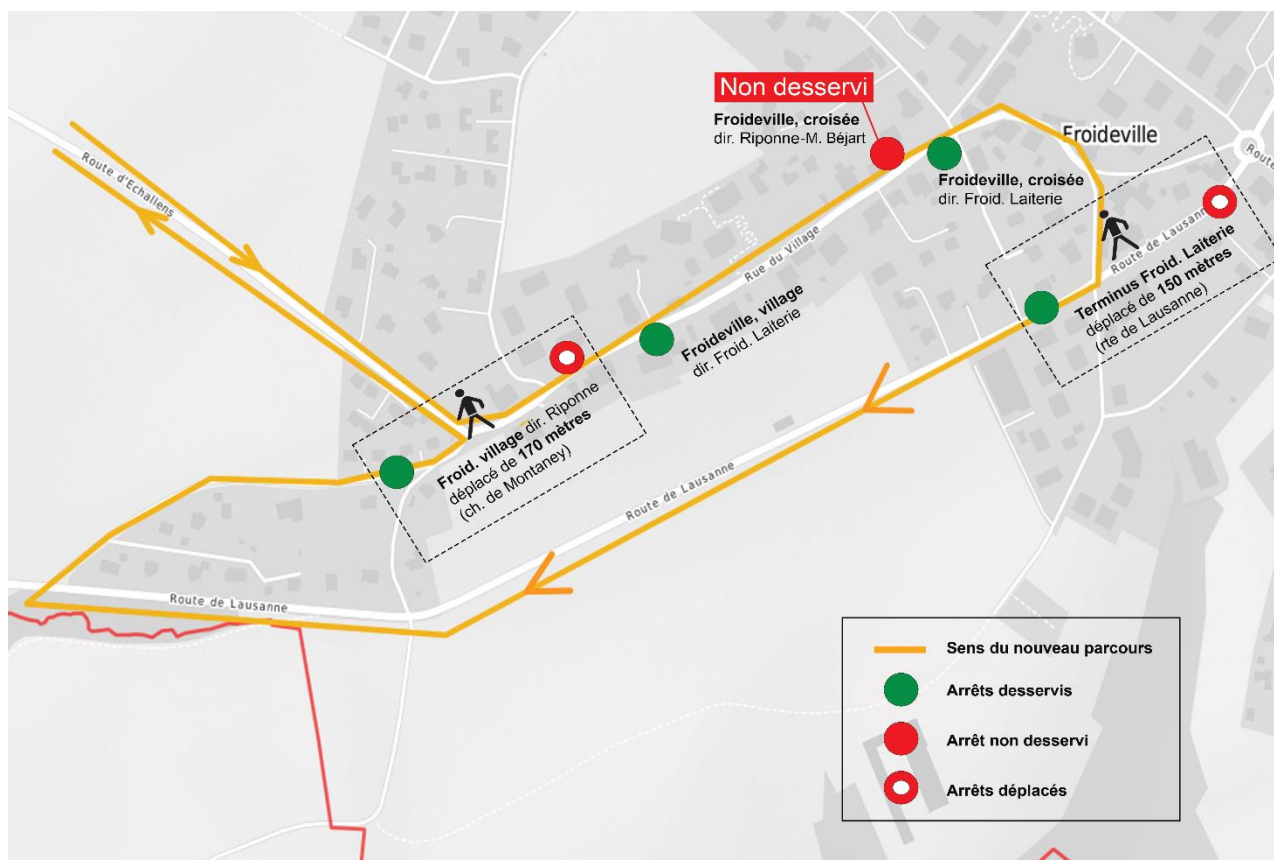 Non desservi
Froideville, croisée
dir. Riponne-M. Béjart
Froideville
Route
Froideville, croisée
dir. Froid. Laiterie
Route d'Echallens
Rue du Village
Route de Lausann
Terminus Froid. Laiterie
déplacé de 150 mètres
(rte de Lausanne)
Froideville, village
dir. Froid. Laiterie
Froid. village dir. Riponne
déplacé de 170 mètres
(ch. de Montaney)
Route de Lausanne
Route de Lausanne
Sens du nouveau parcours
Arrêts desservis
Arrêt non desservi
Arrêts déplacés